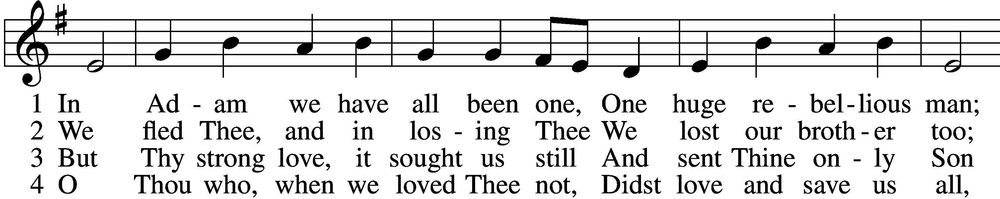 1 In Ad - am we have all been one, One huge re - bel - lious man;
2 We fled Thee, and in los - ing Thee We lost our broth - er too;
3 But Thy strong love, it sought us still And sent Thine on - ly Son
4 O Thou who, when we loved Thee not, Didst love and save us all,